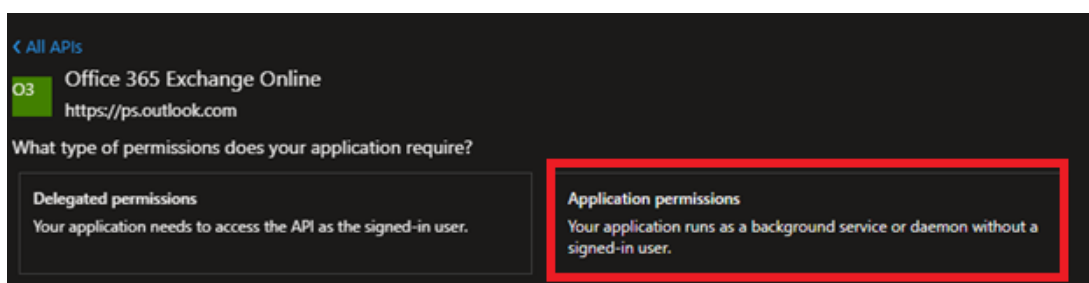 All APIs
O3
Office 365 Exchange Online
https://ps.outlook.com
What type of permissions does your application require?
Delegated permissions
Your application needs to access the API as the signed-in user.
Application permissions
Your application runs as a background service or daemon without a
signed-in user.